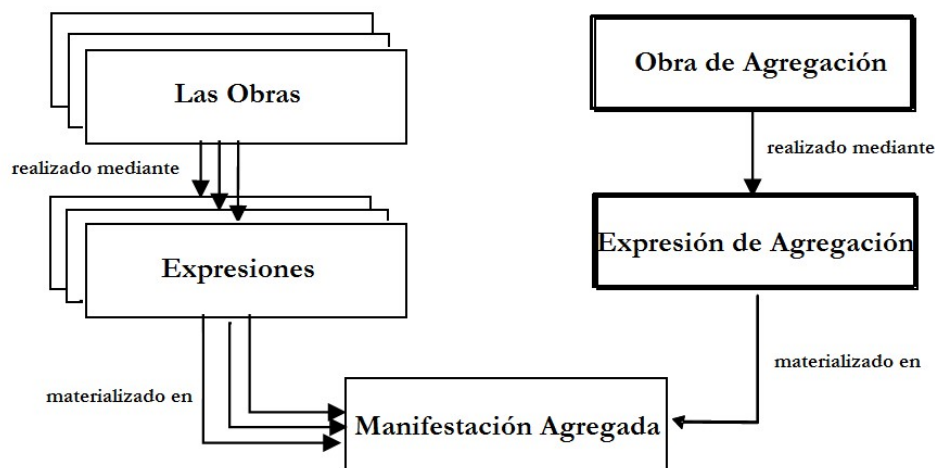 Las Obras
Obra de Agregación
realizado mediante
realizado mediante
Expresiones
Expresión de Agregación
materializado en
materializado en
Manifestación Agregada